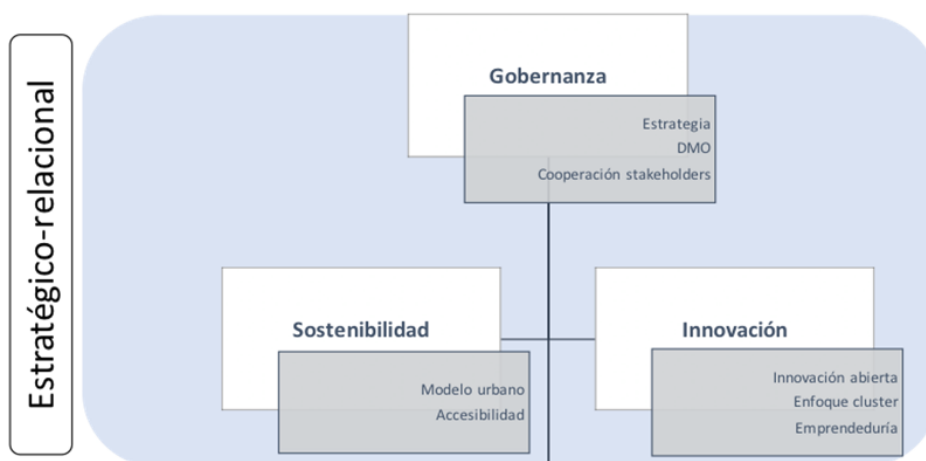 Estratégico-relacional
Gobernanza
Estrategia
DMO
Cooperación stakeholders
Sostenibilidad
Modelo urbano
Accesibilidad
Innovación
Innovación abierta
Enfoque cluster
Emprendeduría